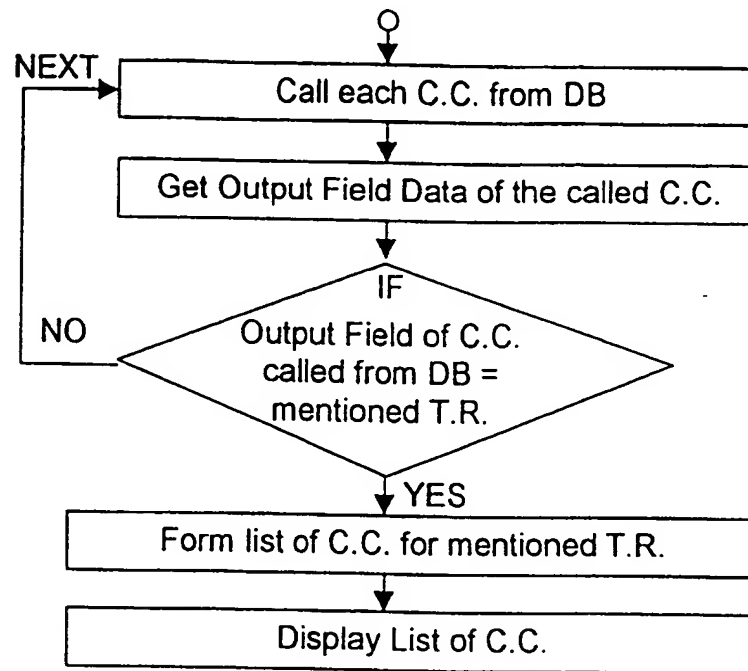 NEXT
Call each C.C. from DB
Get Output Field Data of the called C.C.
IF
NO
Output Field of C.C.
called from DB =
mentioned T.R.
YES
Form list of C.C. for mentioned T.R.
Display List of C.C.